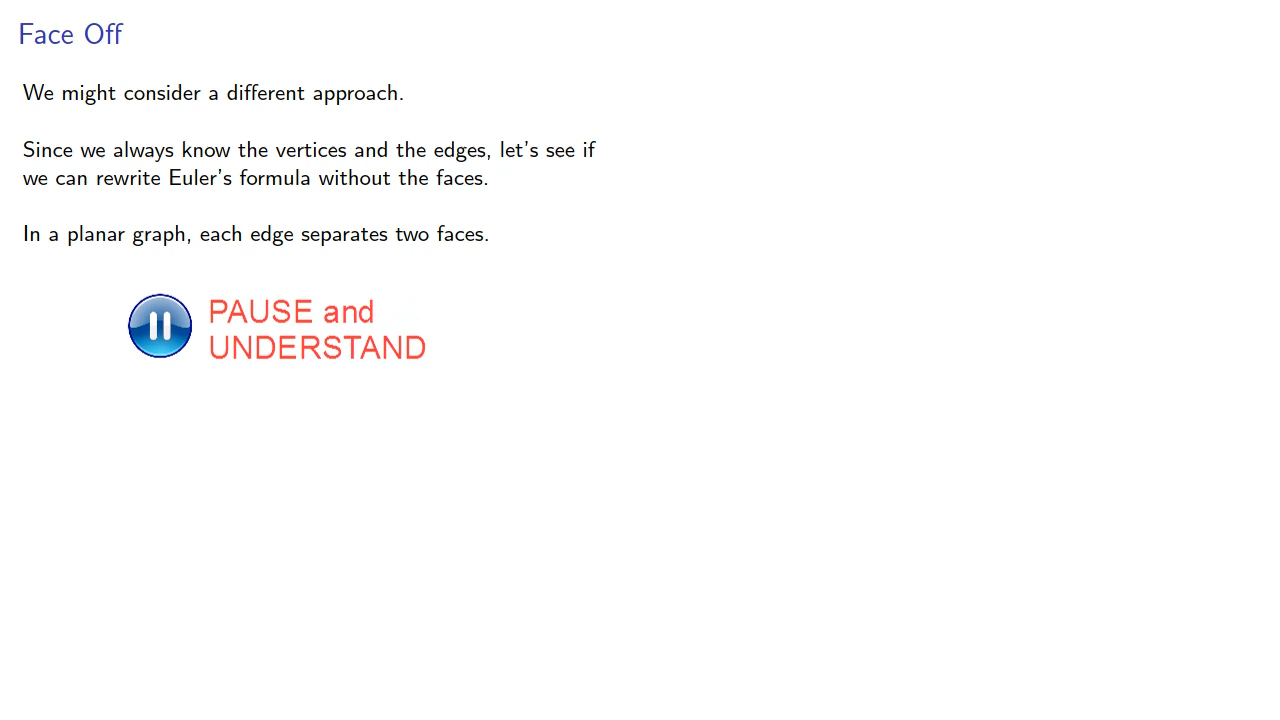 Face Off
We might consider a different approach.
Since we always know the vertices and the edges, let's see if
we can rewrite Euler's formula without the faces.
In a planar graph, each edge separates two faces.
PAUSE and
UNDERSTAND